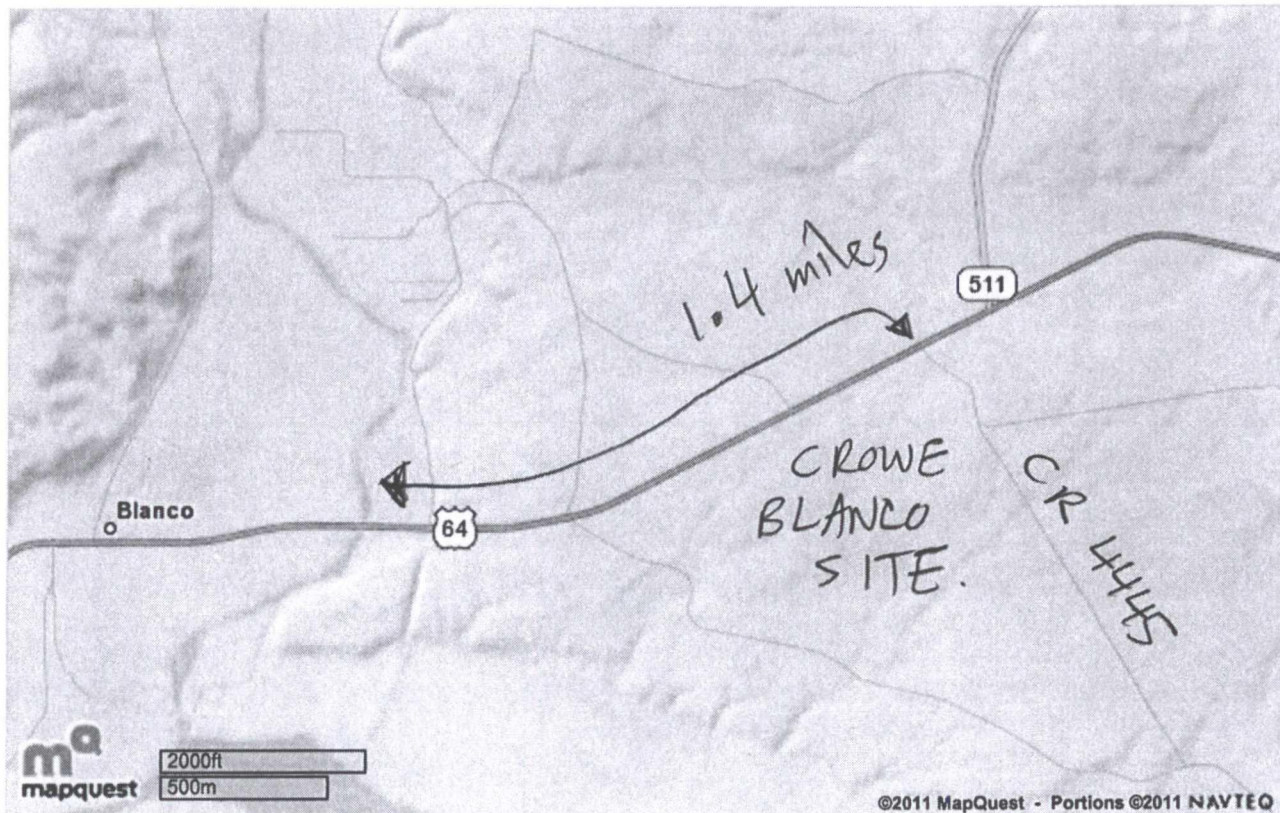 511
1.4 miles
CROWE
BLANCO
SITE.
CR 4445
Blanco
64
mq
mapquest
2000ft
500m
©2011 MapQuest - Portions ©2011 NAVTEQ